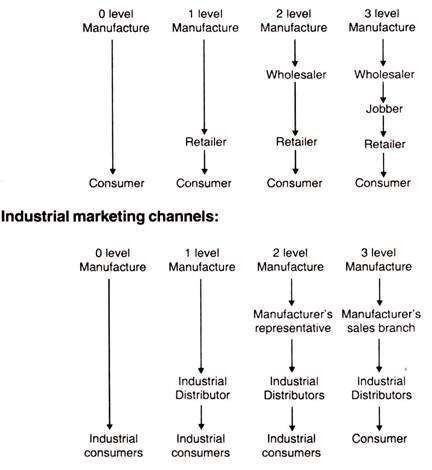 0 level 1 level 2 level 3 level
Manufacture Manufacture Manufacture Manufacture
Wholesaler Wholesaler
Jobber
Retailer Retailer Retailer
Consumer Consumer Consumer Consumer
Industrial marketing channels:
0 level 1 level 2 level 3 level
Manufacture Manufacture Manufacture Manufacture
Manufacturer's Manufacturer's
representative sales branch
Industrial Industrial Industrial
Distributor Distributors Distributors
Industrial Industrial Industrial Consumer
consumers consumers consumers